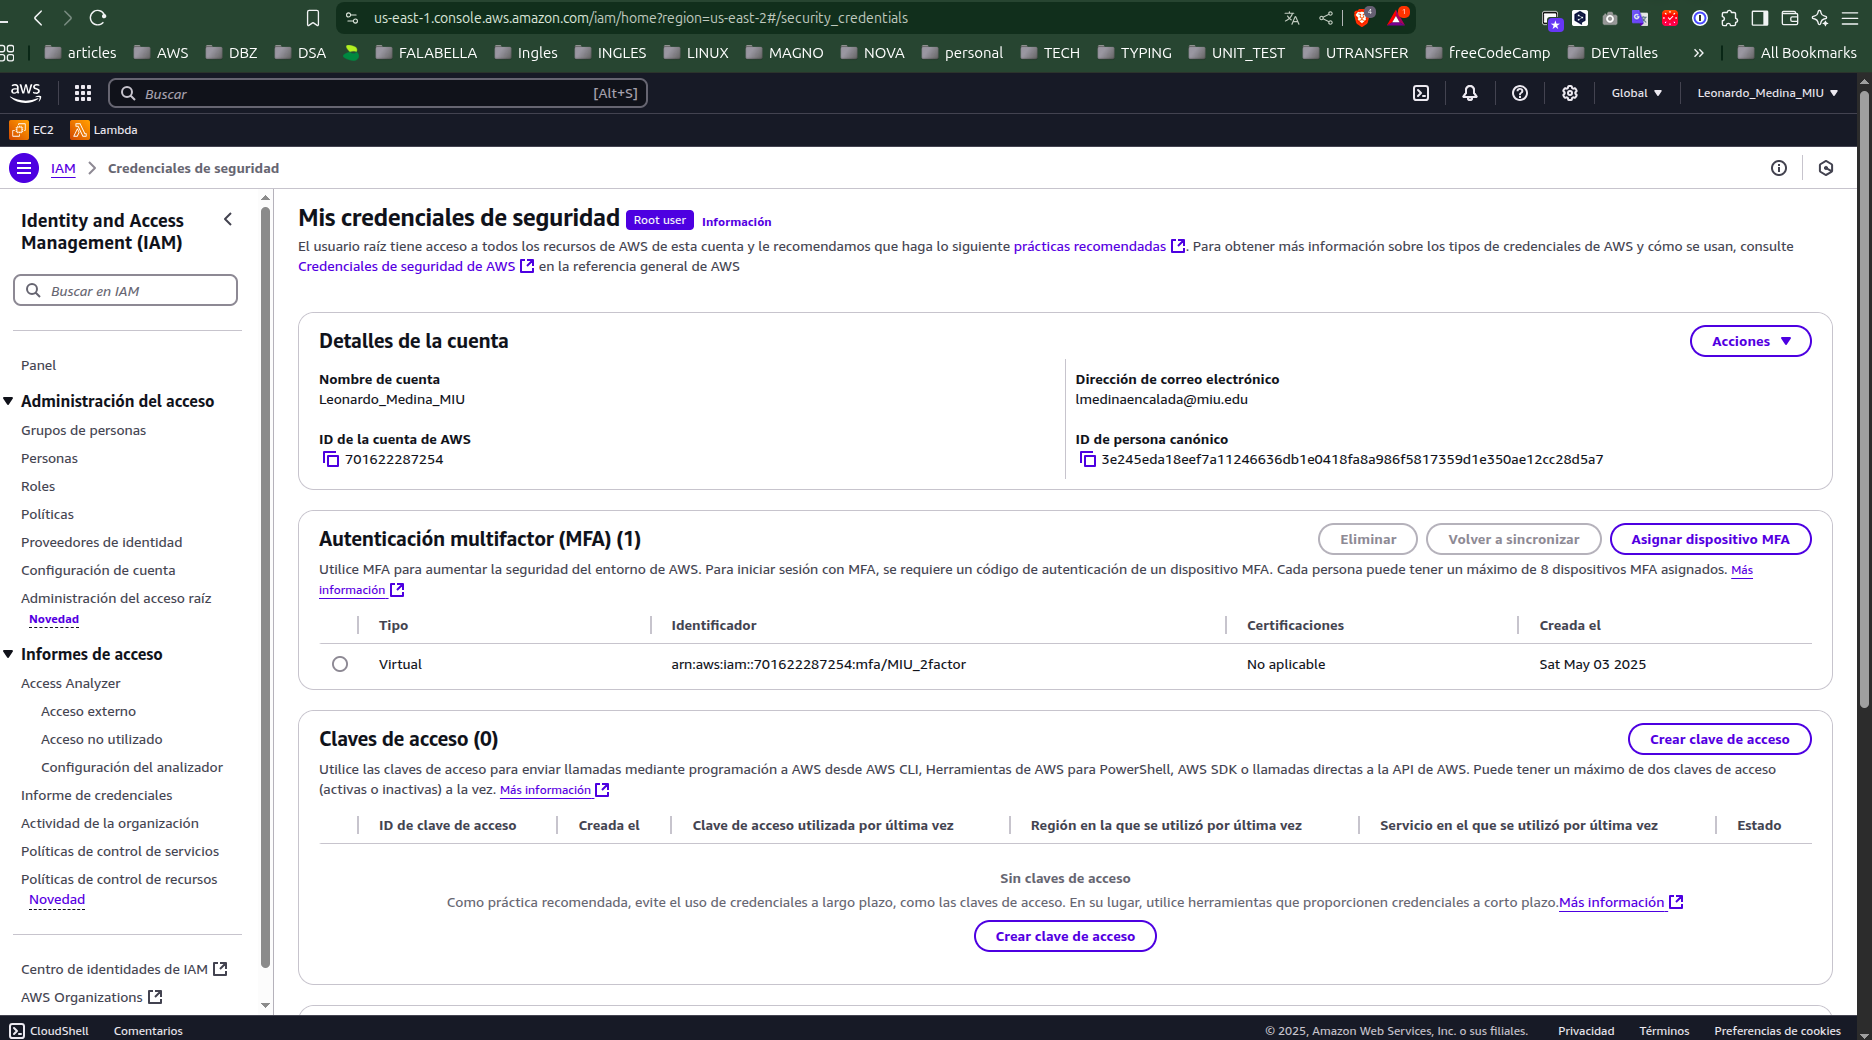 us-east-1.console.aws.amazon.com/iam/home?region=us-east-2#/security_credentials
4
1
articles
AWS
DBZ
DSA
FALABELLA
Ingles
INGLES
LINUX
MAGNO
NOVA
personal
TECH
TYPING
UNIT_TEST
UTRANSFER
freeCodeCamp
DEVTalles
»
All Bookmarks
aws
Buscar
[Alt+S]
Global
Leonardo_Medina_MIU
EC2
Lambda
IAM
Credenciales de seguridad
Identity and Access
Management (IAM)
Buscar en IAM
Panel
Administración del acceso
Grupos de personas
Personas
Roles
Políticas
Proveedores de identidad
Configuración de cuenta
Administración del acceso raíz
Novedad
Informes de acceso
Access Analyzer
Acceso externo
Acceso no utilizado
Configuración del analizador
Informe de credenciales
Actividad de la organización
Políticas de control de servicios
Políticas de control de recursos
Novedad
Centro de identidades de IAM
AWS Organizations
Mis credenciales de seguridad Root user Información
El usuario raíz tiene acceso a todos los recursos de AWS de esta cuenta y le recomendamos que haga lo siguiente prácticas recomendadas. Para obtener más información sobre los tipos de credenciales de AWS y cómo se usan, consulte
Credenciales de seguridad de AWS en la referencia general de AWS
Detalles de la cuenta
Acciones
Nombre de cuenta
Leonardo_Medina_MIU
Dirección de correo electrónico
lmedinaencalada@miu.edu
ID de la cuenta de AWS
701622287254
ID de persona canónico
3e245eda18eef7a11246636db1e0418fa8a986f5817359d1e350ae12cc28d5a7
Autenticación multifactor (MFA) (1)
Eliminar
Volver a sincronizar
Asignar dispositivo MFA
Utilice MFA para aumentar la seguridad del entorno de AWS. Para iniciar sesión con MFA, se requiere un código de autenticación de un dispositivo MFA. Cada persona puede tener un máximo de 8 dispositivos MFA asignados. Más
información
Tipo
Identificador
Certificaciones
Creada el
Virtual
arn:aws:iam::701622287254:mfa/MIU_2factor
No aplicable
Sat May 03 2025
Claves de acceso (0)
Crear clave de acceso
Utilice las claves de acceso para enviar llamadas mediante programación a AWS desde AWS CLI, Herramientas de AWS para PowerShell, AWS SDK o llamadas directas a la API de AWS. Puede tener un máximo de dos claves de acceso
(activas o inactivas) a la vez. Más información
ID de clave de acceso
Creada el
Clave de acceso utilizada por última vez
Región en la que se utilizó por última vez
Servicio en el que se utilizó por última vez
Estado
Sin claves de acceso
Como práctica recomendada, evite el uso de credenciales a largo plazo, como las claves de acceso. En su lugar, utilice herramientas que proporcionen credenciales a corto plazo.Más información
Crear clave de acceso
CloudShell
Comentarios
© 2025, Amazon Web Services, Inc. o sus filiales.
Privacidad
Términos
Preferencias de cookies